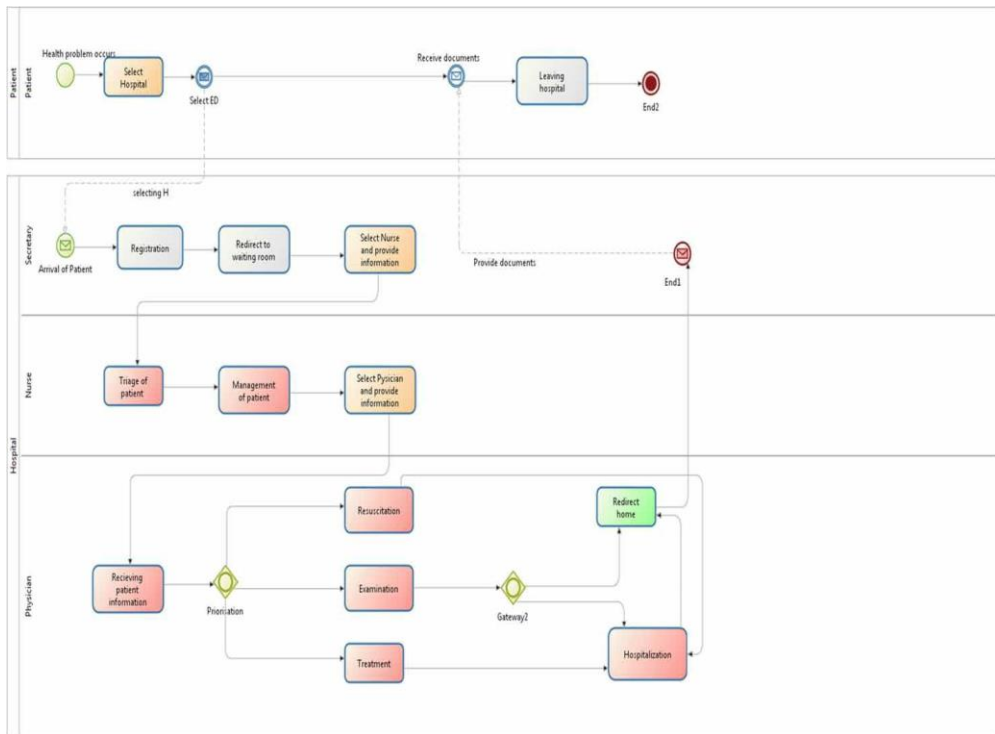 Patient
Patient
Health problem occurs
Select
Hospital
Select ED
Receive documents
Leaving
hospital
End2
selecting H
Hospital
Secretary
Arrival of Patient
Registration
Redirect to
waiting room
Select Nurse
and provide
information
Provide documents
End1
Nurse
Triage of
patient
Management
of patient
Select Pysician
and provide
information
Physician
Recieving
patient
information
Priorisation
Resuscitation
Examination
Treatment
Gateway2
Redirect
home
Hospitalization